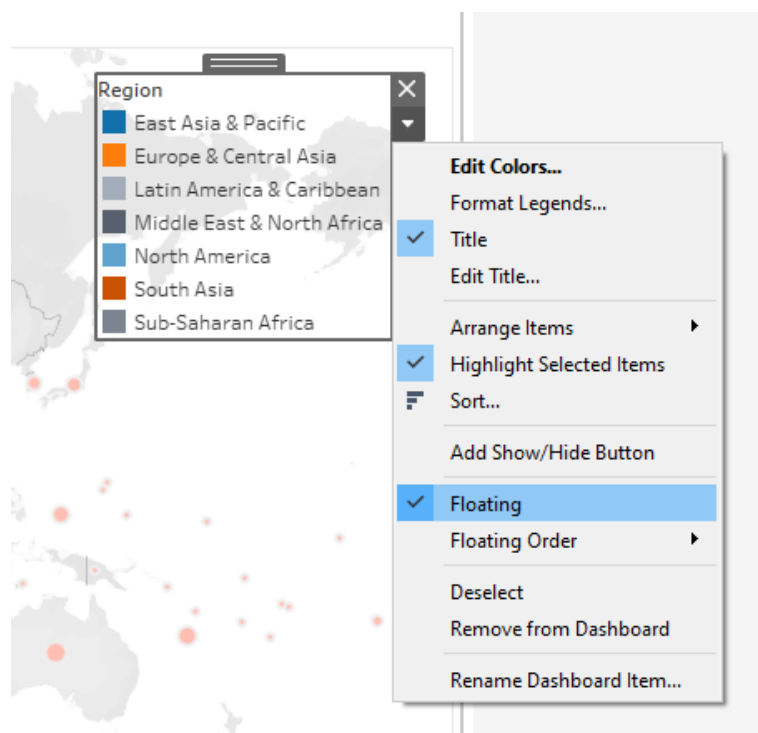 Region
East Asia & Pacific
Europe & Central Asia
Latin America & Caribbean
Middle East & North Africa
North America
South Asia
Sub-Saharan Africa
Edit Colors...
Format Legends...
Title
Edit Title...
Arrange Items
Highlight Selected Items
Sort...
Add Show/Hide Button
Floating
Floating Order
Deselect
Remove from Dashboard
Rename Dashboard Item...